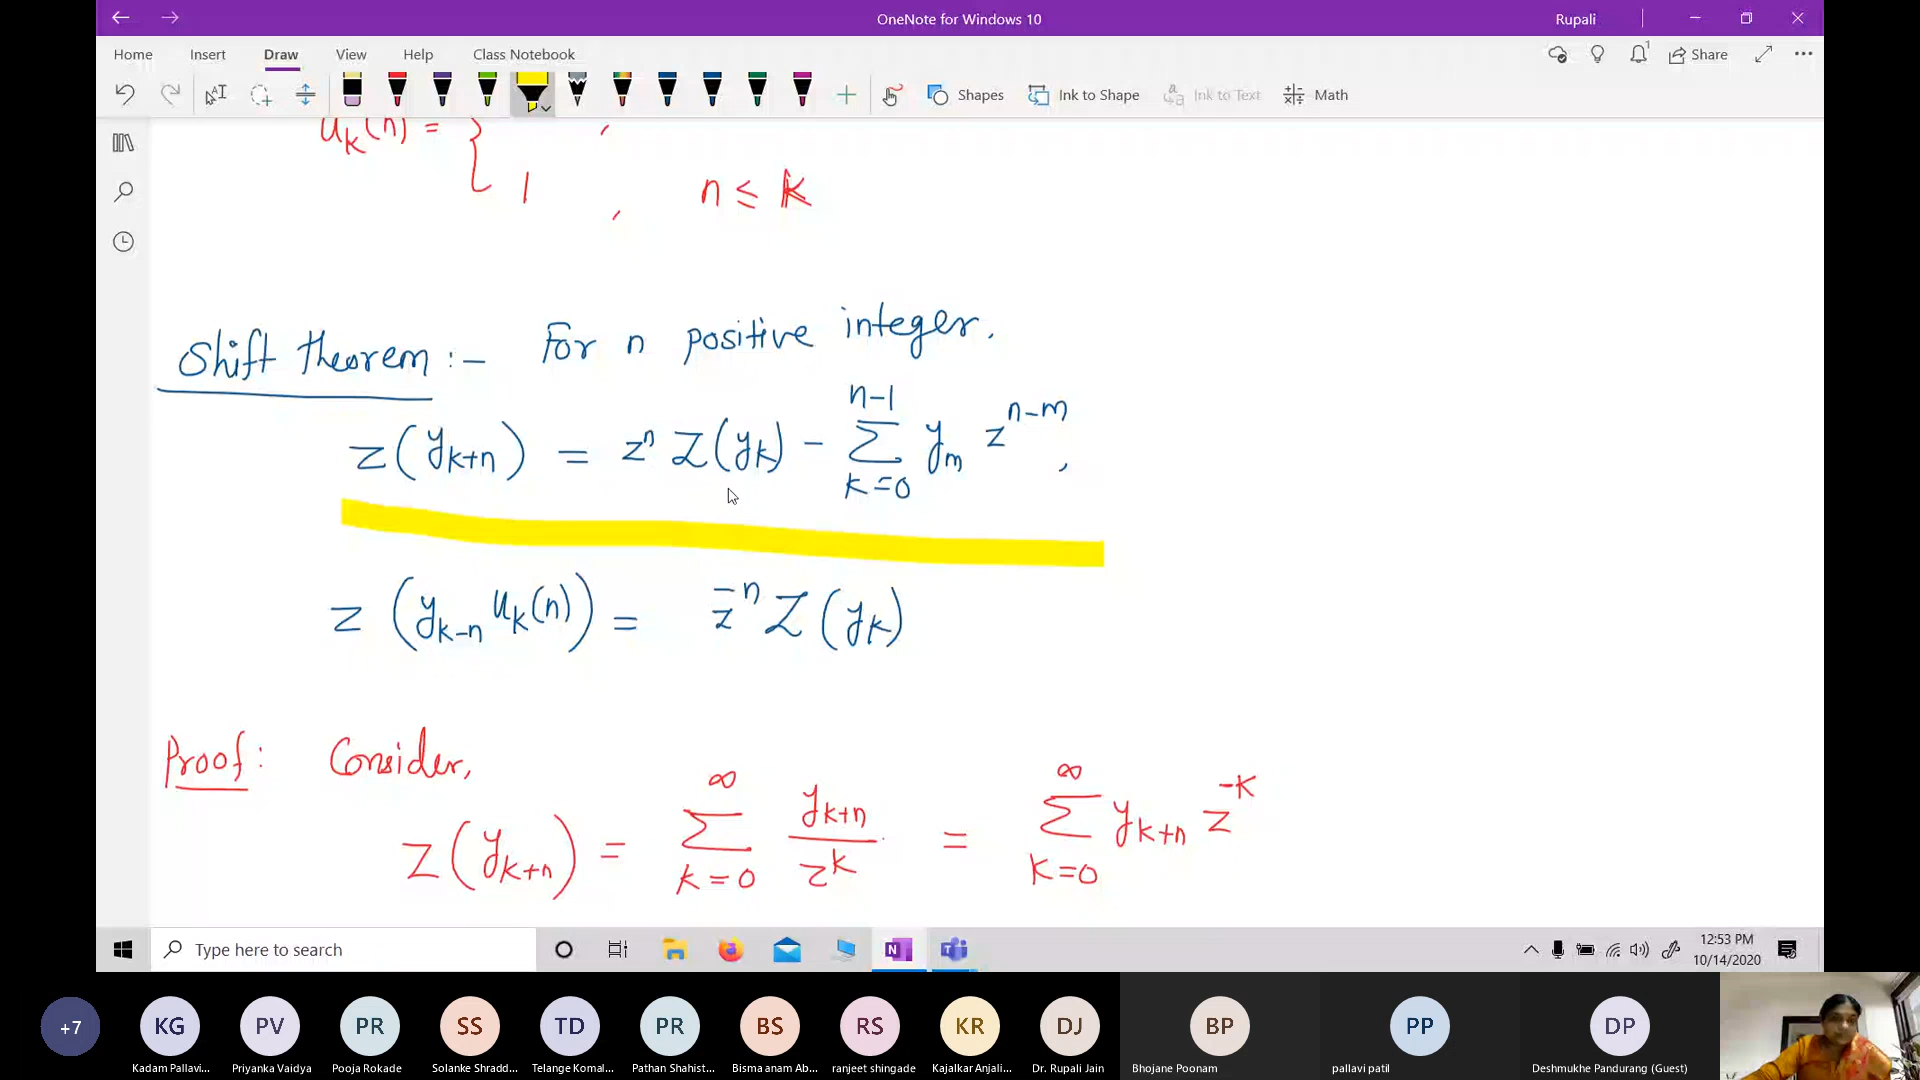 OneNote for Windows 10
Rupali
Home Insert Draw View Help Class Notebook
Share
Shapes Ink to Shape Ink to Text Math
u_k(n) = {
1 , n ≤ k
Shift theorem :- For n positive integer.
z(y_{k+n}) = z^n Z(y_k) - \sum_{k=0}^{n-1} y_m z^{n-m} ,
z(y_{k-n} u_k(n)) = z^{-n} Z(y_k)
Proof : Consider,
z(y_{k+n}) = \sum_{k=0}^{∞} \frac{y_{k+n}}{z^k} = \sum_{k=0}^{∞} y_{k+n} z^{-k}
Type here to search
12:53 PM
10/14/2020
+7 KG PV PR SS TD PR BS RS KR DJ BP PP DP
Kadam Pallavi... Priyanka Vaidya Pooja Rokade Solanke Shradd... Telange Komal... Pathan Shahist... Bisma anam Ab... ranjeet shingade Kajalkar Anjali... Dr. Rupali Jain Bhojane Poonam pallavi patil Deshmukhe Pandurang (Guest)